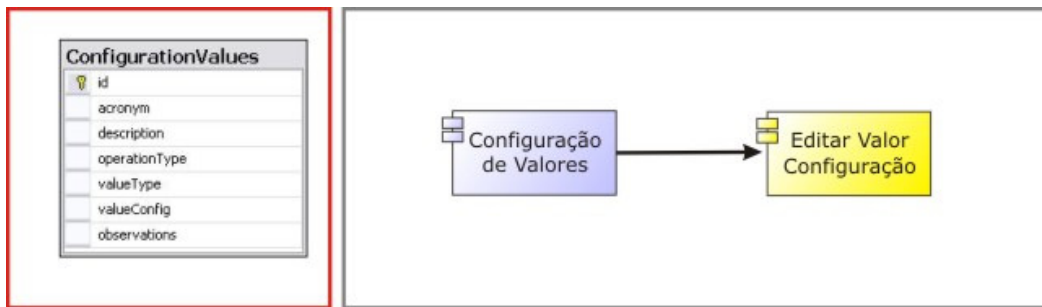 ConfigurationValues
id
acronym
description
operationType
valueType
valueConfig
observations
Configuração
de Valores
Editar Valor
Configuração